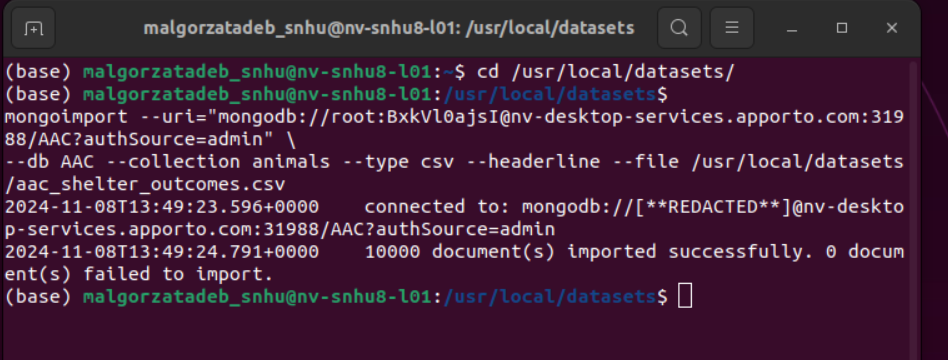 malgorzatadeb_snhu@nv-snhu8-l01: /usr/local/datasets
(base) malgorzatadeb_snhu@nv-snhu8-l01:~$ cd /usr/local/datasets/
(base) malgorzatadeb_snhu@nv-snhu8-l01:/usr/local/datasets$
mongoimport --uri="mongodb://root:BxkVl0ajsI@nv-desktop-services.apporto.com:319
88/AAC?authSource=admin" \
--db AAC --collection animals --type csv --headerline --file /usr/local/datasets
/aac_shelter_outcomes.csv
2024-11-08T13:49:23.596+0000    connected to: mongodb://[**REDACTED**]@nv-deskto
p-services.apporto.com:31988/AAC?authSource=admin
2024-11-08T13:49:24.791+0000    10000 document(s) imported successfully. 0 docum
ent(s) failed to import.
(base) malgorzatadeb_snhu@nv-snhu8-l01:/usr/local/datasets$